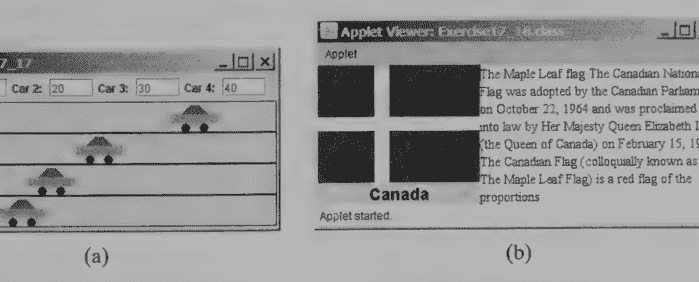 7_17
Car 2: 20 Car 3: 30 Car 4: 40
(a)
Applet Viewer: Exercise17_18.class
Applet
The Maple Leaf flag The Canadian Nation
Flag was adopted by the Canadian Parliam
on October 22, 1964 and was proclaimed
into law by Her Majesty Queen Elizabeth I
(the Queen of Canada) on February 15, 19
The Canadian Flag (colloquially known as
The Maple Leaf Flag) is a red flag of the
proportions
Canada
Applet started.
(b)